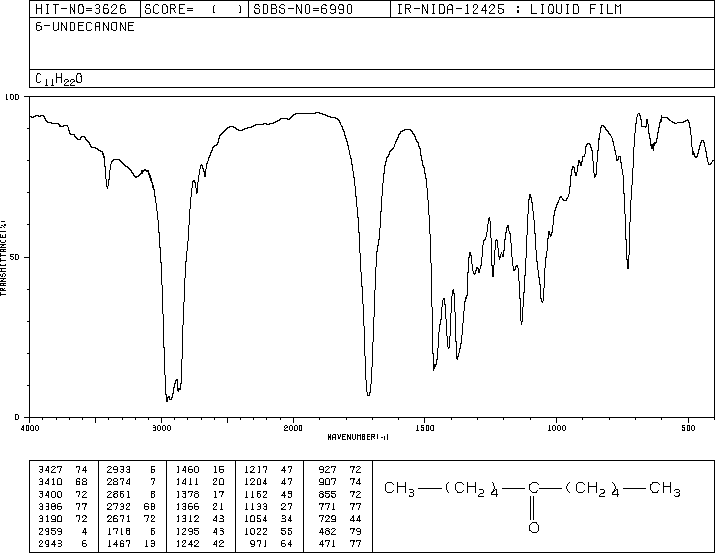 HIT-NO=3626 SCORE= ( ) SDBS-NO=6990 IR-NIDA-12425 : LIQUID FILM
6-UNDECANONE
C11H22O
100
TRANSMITTANCE(%)
50
0
4000 3000 2000 1500 1000 500
WAVENUMBER(-1)
3427 74 2933 6 1460 16 1217 47 927 72
3410 68 2874 7 1411 20 1204 47 907 74
3400 72 2861 8 1378 17 1162 43 855 72
3386 77 2732 68 1366 21 1133 27 771 77
3190 72 2671 72 1312 43 1054 34 729 44
2959 4 1718 6 1295 43 1022 55 482 79
2943 6 1467 13 1242 42 971 64 471 77
CH3—(CH2)4—C—(CH2)4—CH3
O